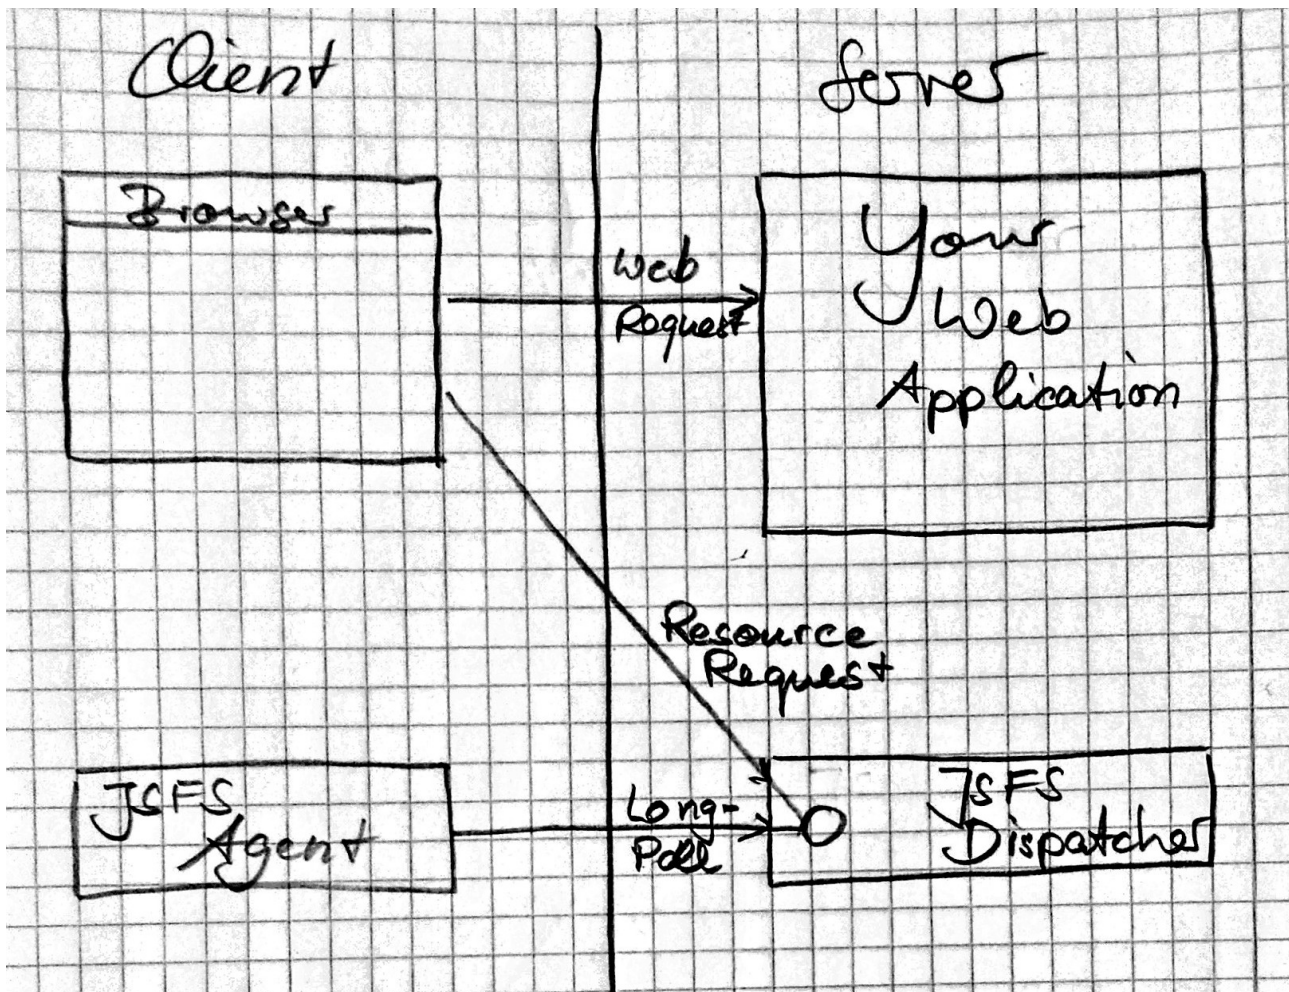 Client
Server
Browser
Web
Request
Your
Web
Application
Resource
Request
JSFS
Agent
Long-
Poll
JSFS
Dispatcher